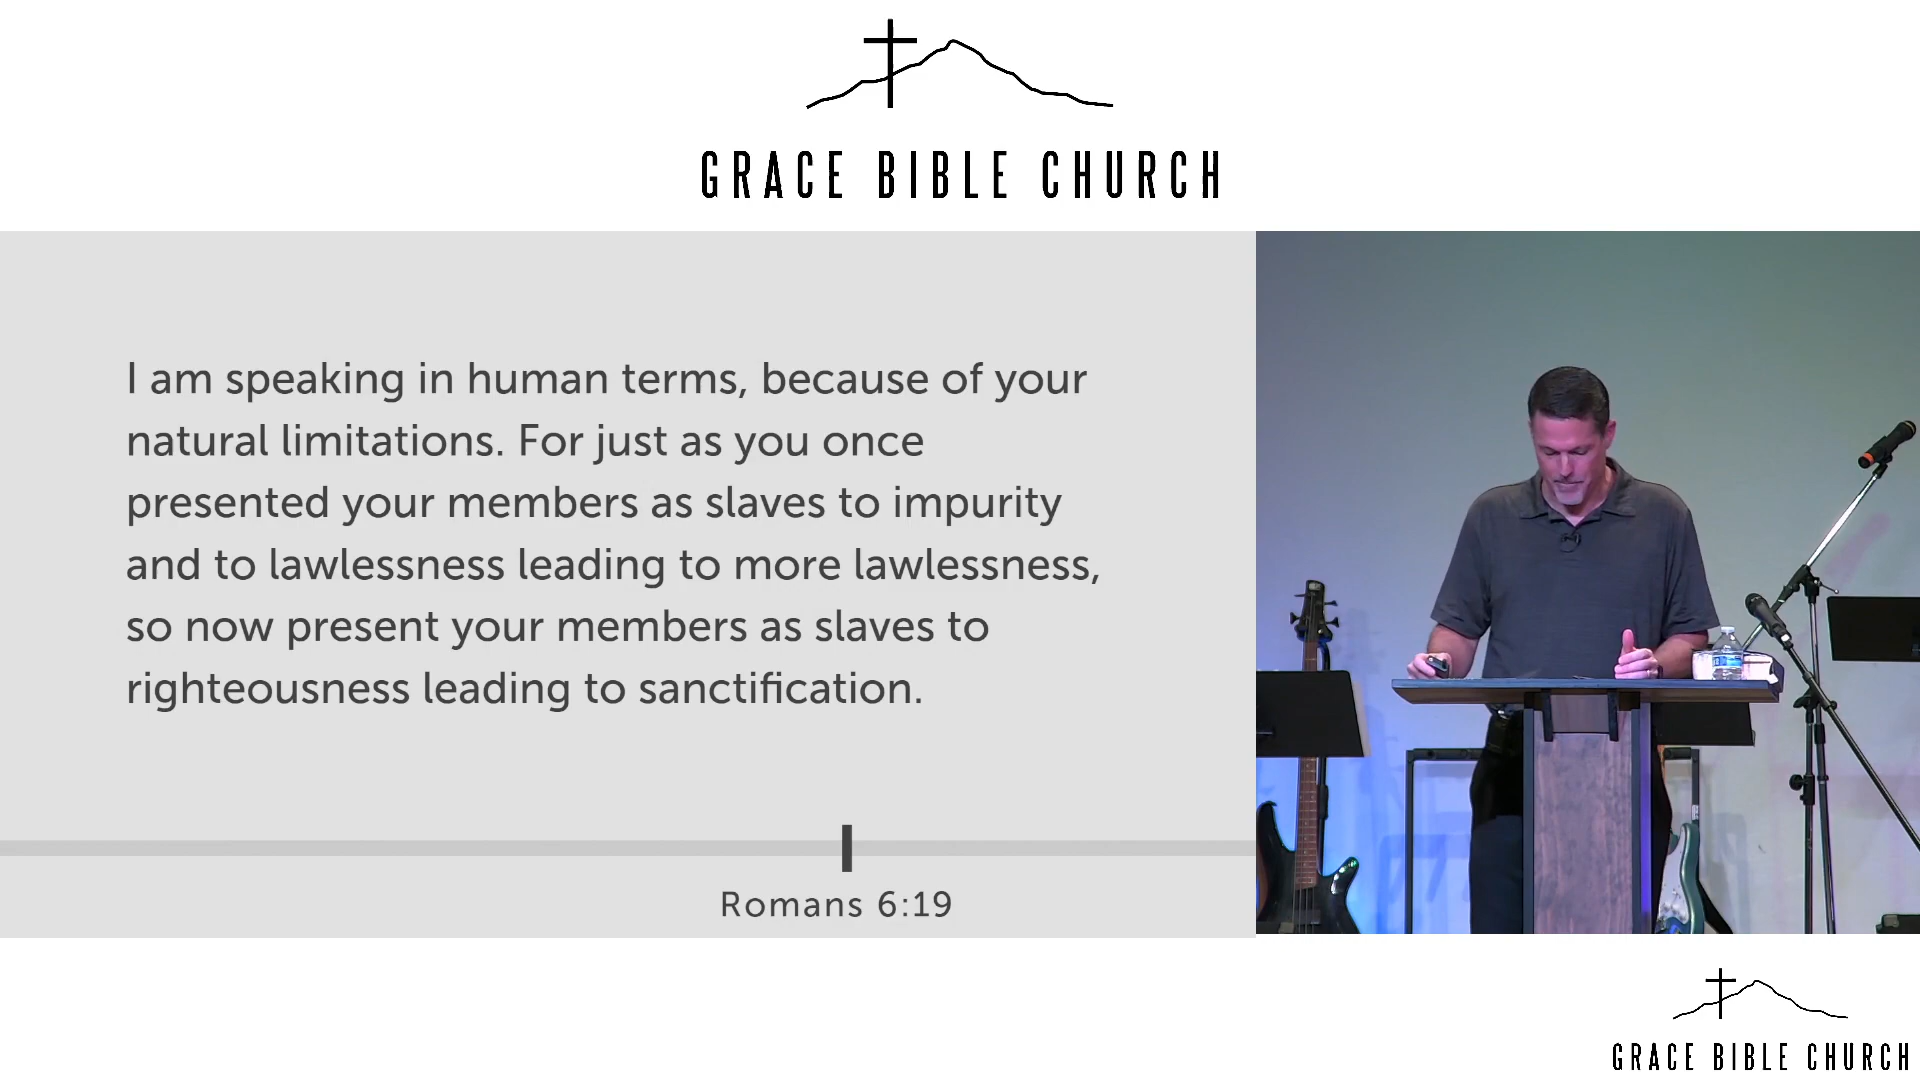 GRACE BIBLE CHURCH
I am speaking in human terms, because of your
natural limitations. For just as you once
presented your members as slaves to impurity
and to lawlessness leading to more lawlessness,
so now present your members as slaves to
righteousness leading to sanctification.
Romans 6:19
GRACE BIBLE CHURCH